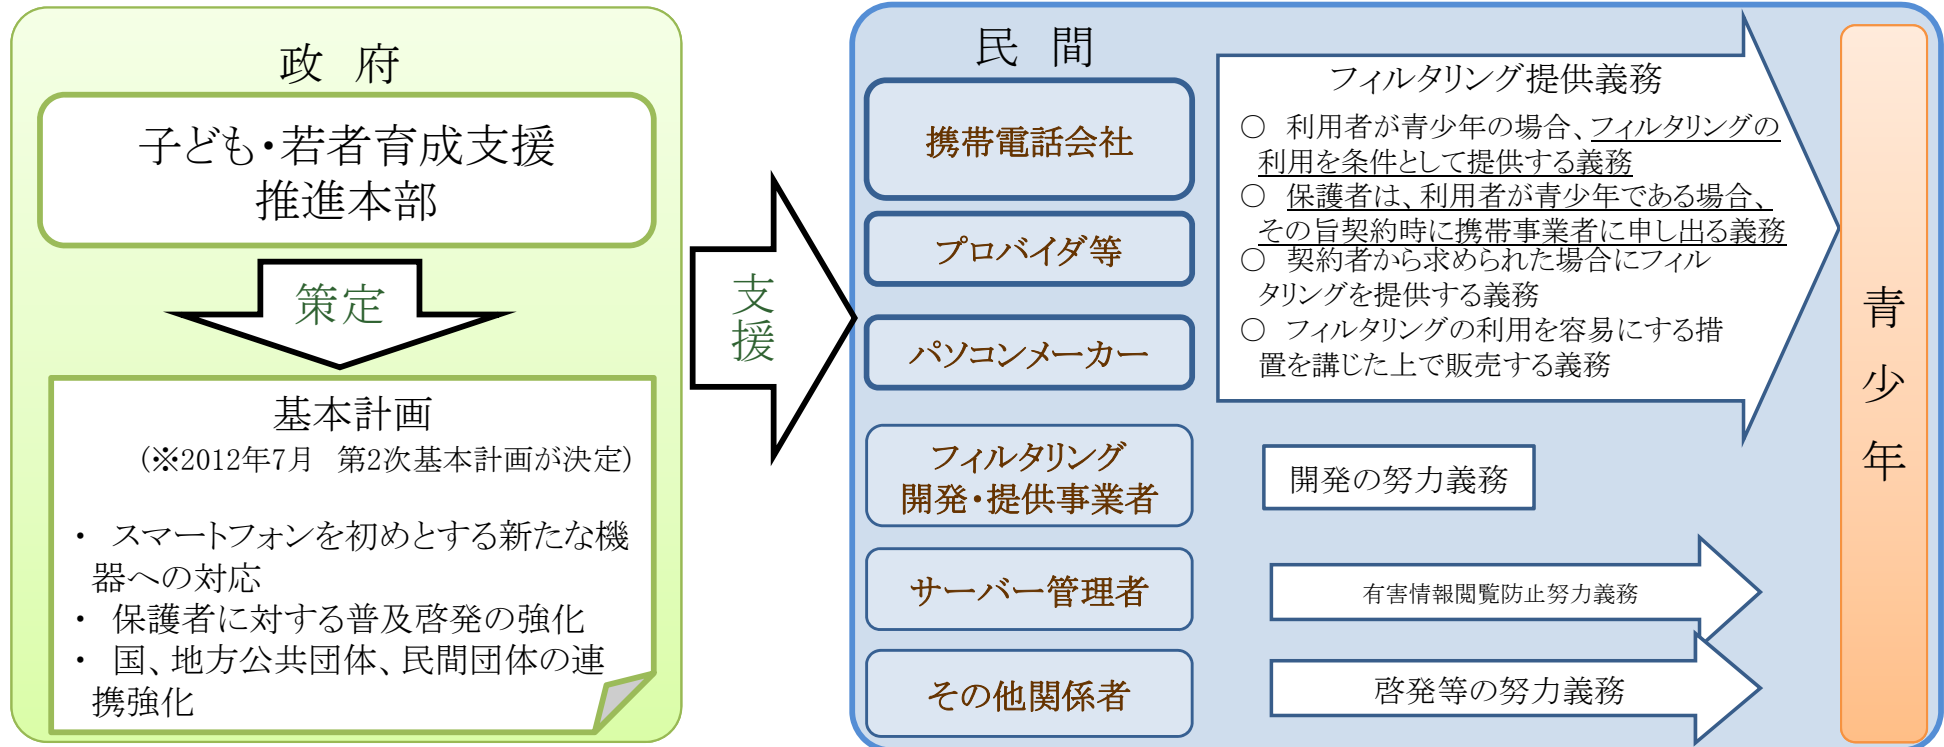 政 府
子ども・若者育成支援
推進本部
策定
基本計画
(※2012年7月 第2次基本計画が決定)
・ スマートフォンを初めとする新たな機
器への対応
・ 保護者に対する普及啓発の強化
・ 国、地方公共団体、民間団体の連
携強化
支
援
民 間
携帯電話会社
プロバイダ等
パソコンメーカー
フィルタリング
開発・提供事業者
サーバー管理者
その他関係者
フィルタリング提供義務
○ 利用者が青少年の場合、フィルタリングの
利用を条件として提供する義務
○ 保護者は、利用者が青少年である場合、
その旨契約時に携帯事業者に申し出る義務
○ 契約者から求められた場合にフィル
タリングを提供する義務
○ フィルタリングの利用を容易にする措
置を講じた上で販売する義務
開発の努力義務
有害情報閲覧防止努力義務
啓発等の努力義務
青
少
年